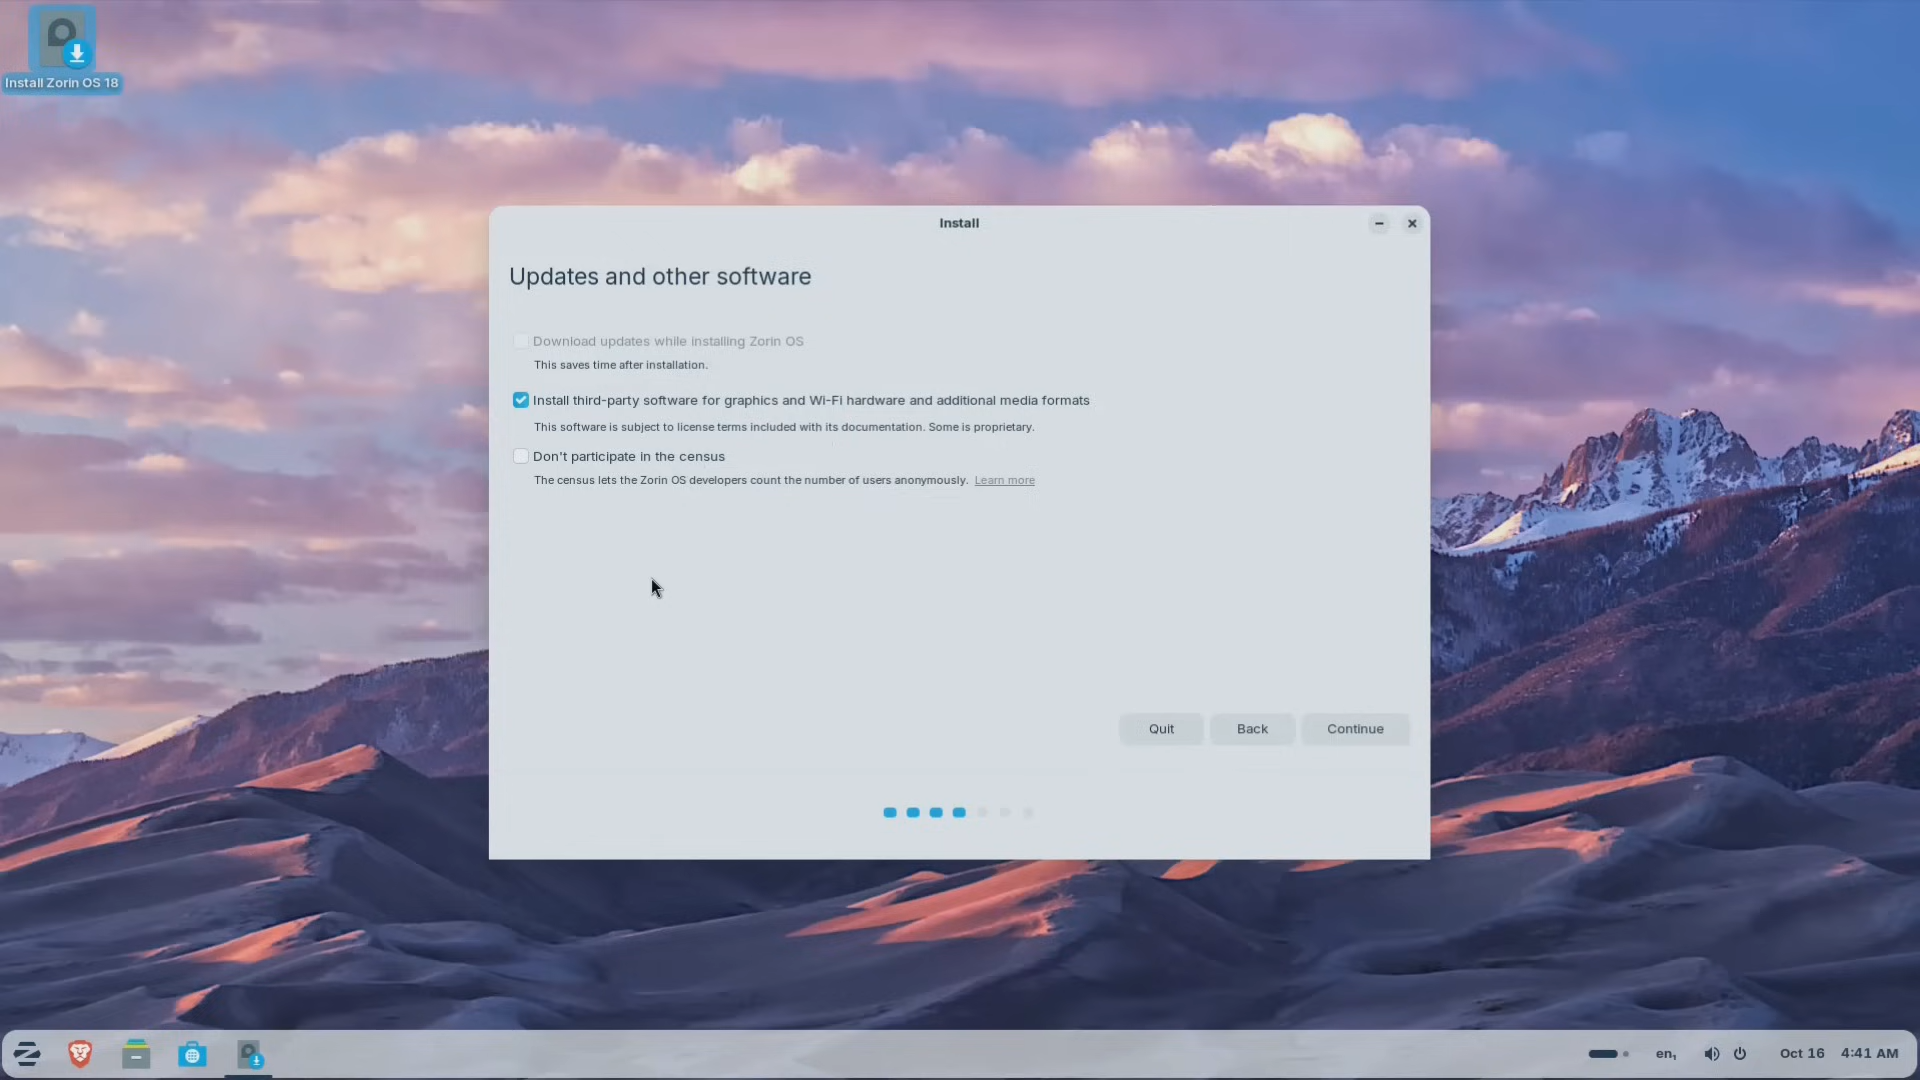 Install Zorin OS 18
Install
Updates and other software
Download updates while installing Zorin OS
This saves time after installation.
Install third-party software for graphics and Wi-Fi hardware and additional media formats
This software is subject to license terms included with its documentation. Some is proprietary.
Don't participate in the census
The census lets the Zorin OS developers count the number of users anonymously. Learn more
Quit Back Continue
en₁ Oct 16 4:41 AM